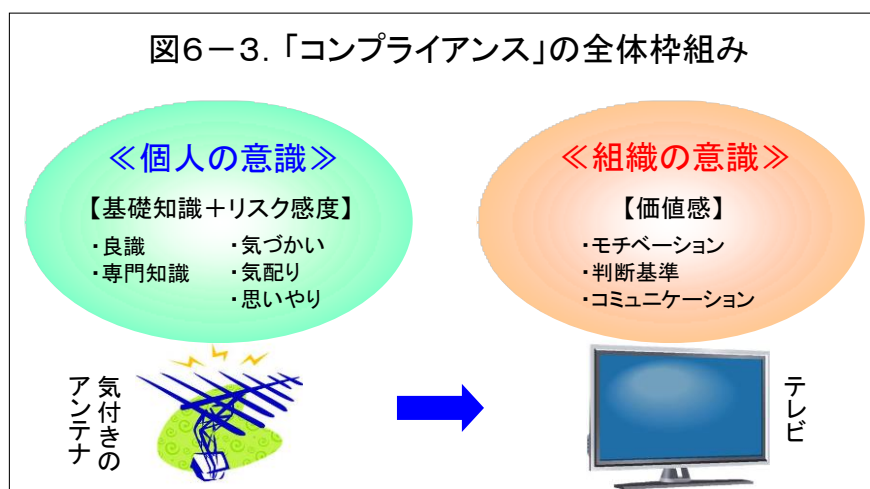 図6-3.「コンプライアンス」の全体枠組み
≪個人の意識≫
【基礎知識+リスク感度】
・良識
・専門知識
・気づかい
・気配り
・思いやり
≪組織の意識≫
【価値感】
・モチベーション
・判断基準
・コミュニケーション
気付きの
アンテナ
テレビ